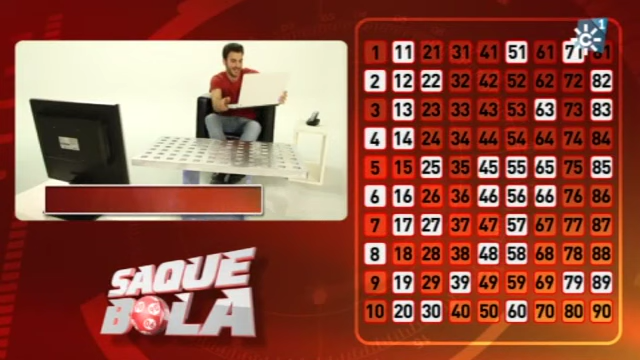 1 11 21 31 41 51 61 71 81
2 12 22 32 42 52 62 72 82
3 13 23 33 43 53 63 73 83
4 14 24 34 44 54 64 74 84
5 15 25 35 45 55 65 75 85
6 16 26 36 46 56 66 76 86
7 17 27 37 47 57 67 77 87
8 18 28 38 48 58 68 78 88
9 19 29 39 49 59 69 79 89
10 20 30 40 50 60 70 80 90
SAQUE
BOLA